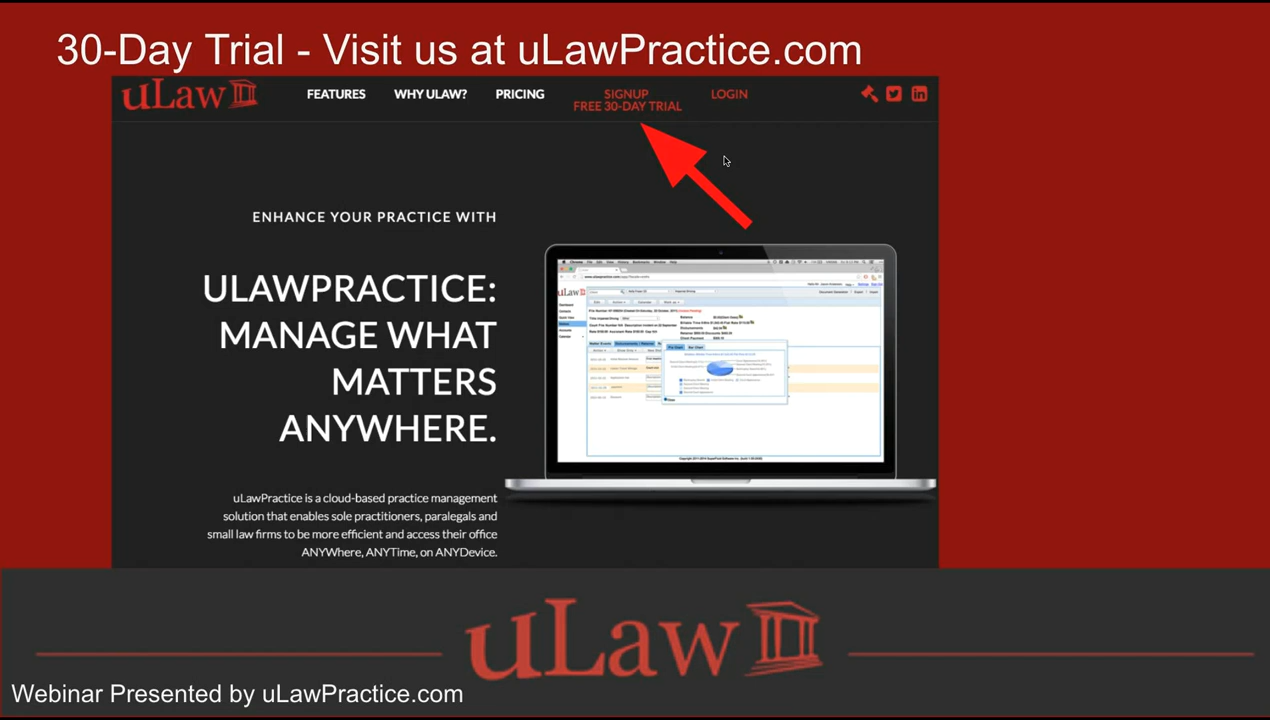 30-Day Trial - Visit us at uLawPractice.com
uLaw
FEATURES
WHY ULAW?
PRICING
SIGNUP
FREE 30-DAY TRIAL
LOGIN
ENHANCE YOUR PRACTICE WITH
ULAWPRACTICE:
MANAGE WHAT
MATTERS
ANYWHERE.
uLawPractice is a cloud-based practice management
solution that enables sole practitioners, paralegals and
small law firms to be more efficient and access their office
ANYWhere, ANYTime, on ANYDevice.
uLaw
uLaw
Webinar Presented by uLawPractice.com